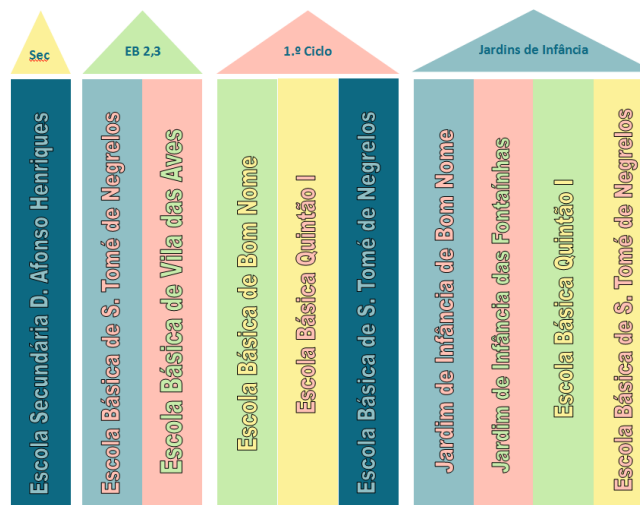 Sec
EB 2,3
1.º Ciclo
Jardins de Infância
Escola Secundária D. Afonso Henriques
Escola Básica de S. Tomé de Negrelos
Escola Básica de Vila das Aves
Escola Básica de Bom Nome
Escola Básica Quintão I
Escola Básica de S. Tomé de Negrelos
Jardim de Infância de Bom Nome
Jardim de Infância das Fontaínhas
Escola Básica Quintão I
Escola Básica de S. Tomé de Negrelos